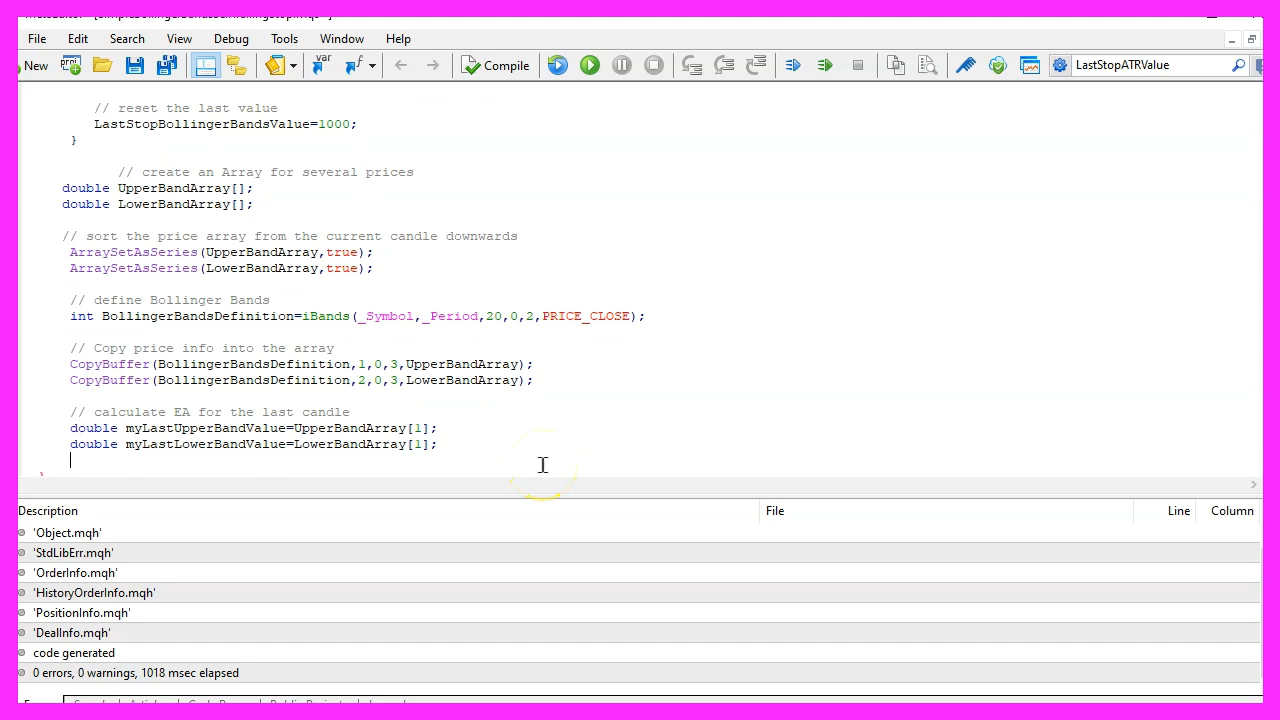 File Edit Search View Debug Tools Window Help
New var Compile LastStopATRValue
// reset the last value
LastStopBollingerBandsValue=1000;
}
// create an Array for several prices
double UpperBandArray[];
double LowerBandArray[];
// sort the price array from the current candle downwards
ArraySetAsSeries(UpperBandArray,true);
ArraySetAsSeries(LowerBandArray,true);
// define Bollinger Bands
int BollingerBandsDefinition=iBands(_Symbol,_Period,20,0,2,PRICE_CLOSE);
// Copy price info into the array
CopyBuffer(BollingerBandsDefinition,1,0,3,UpperBandArray);
CopyBuffer(BollingerBandsDefinition,2,0,3,LowerBandArray);
// calculate EA for the last candle
double myLastUpperBandValue=UpperBandArray[1];
double myLastLowerBandValue=LowerBandArray[1];
Description File Line Column
'Object.mqh'
'StdLibErr.mqh'
'OrderInfo.mqh'
'HistoryOrderInfo.mqh'
'PositionInfo.mqh'
'DealInfo.mqh'
code generated
0 errors, 0 warnings, 1018 msec elapsed